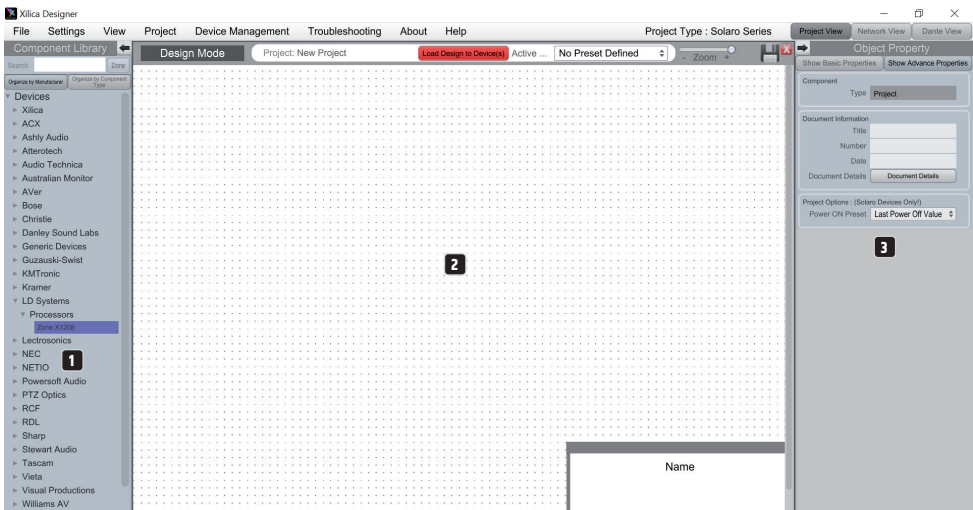 Xilica Designer
File Settings View Project Device Management Troubleshooting About Help Project Type : Solaro Series Project View Network View Dante View
Component Library
Search Done
Organize by Manufacturer Organize by Component Type
Devices
Xilica
ACX
Ashly Audio
Atterotech
Audio Technica
Australian Monitor
AVer
Bose
Christie
Danley Sound Labs
Generic Devices
Guzauski-Swist
KMTronic
Kramer
LD Systems
Processors
Zone X1208
Lectrosonics
NEC
NETIO
Powersoft Audio
PTZ Optics
RCF
RDL
Sharp
Stewart Audio
Tascam
Vieta
Visual Productions
Williams AV
1
Design Mode Project: New Project Load Design to Device(s) Active ... No Preset Defined - Zoom + X
2
Name
Object Property
Show Basic Properties Show Advance Properties
Component
Type Project
Document Information
Title
Number
Date
Document Details Document Details
Project Options : (Solaro Devices Only!)
Power ON Preset Last Power Off Value
3